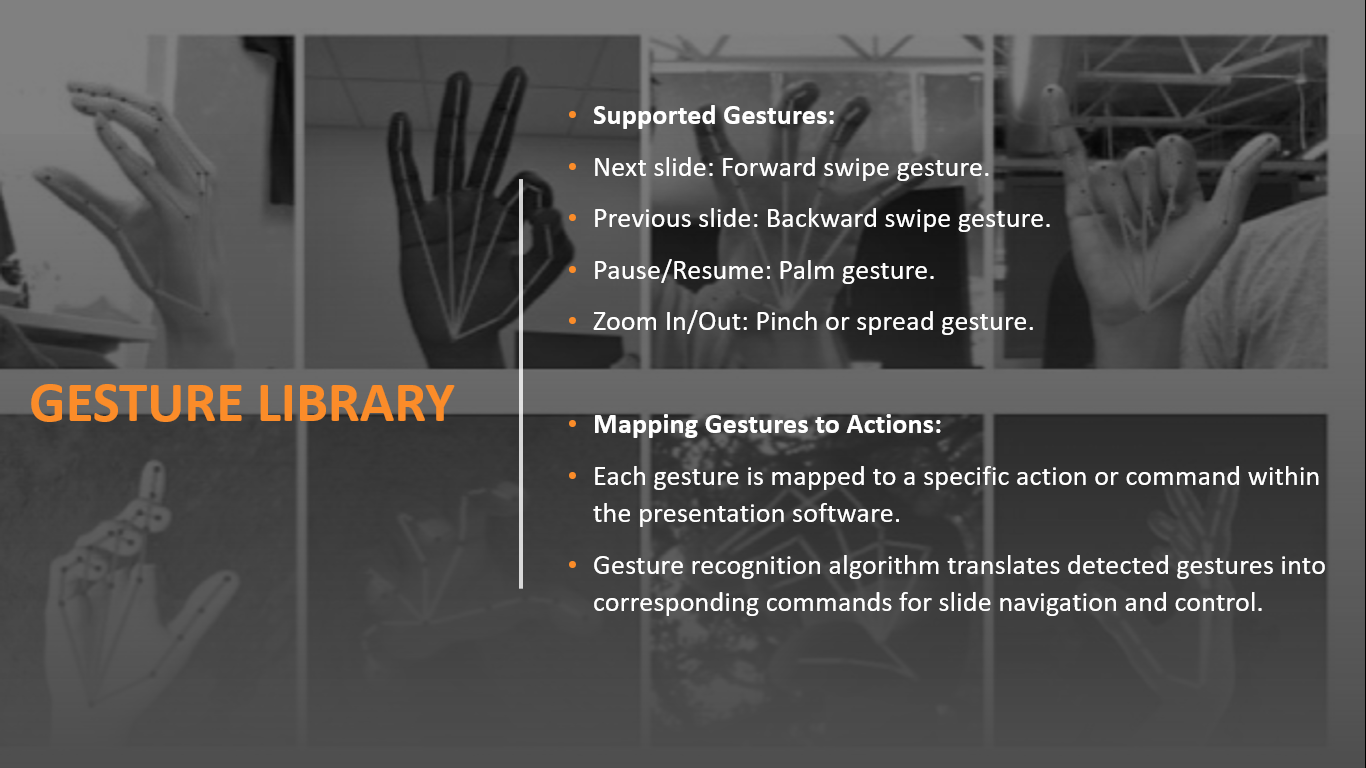 GESTURE LIBRARY
• Supported Gestures:
• Next slide: Forward swipe gesture.
• Previous slide: Backward swipe gesture.
• Pause/Resume: Palm gesture.
• Zoom In/Out: Pinch or spread gesture.
• Mapping Gestures to Actions:
• Each gesture is mapped to a specific action or command within
the presentation software.
• Gesture recognition algorithm translates detected gestures into
corresponding commands for slide navigation and control.